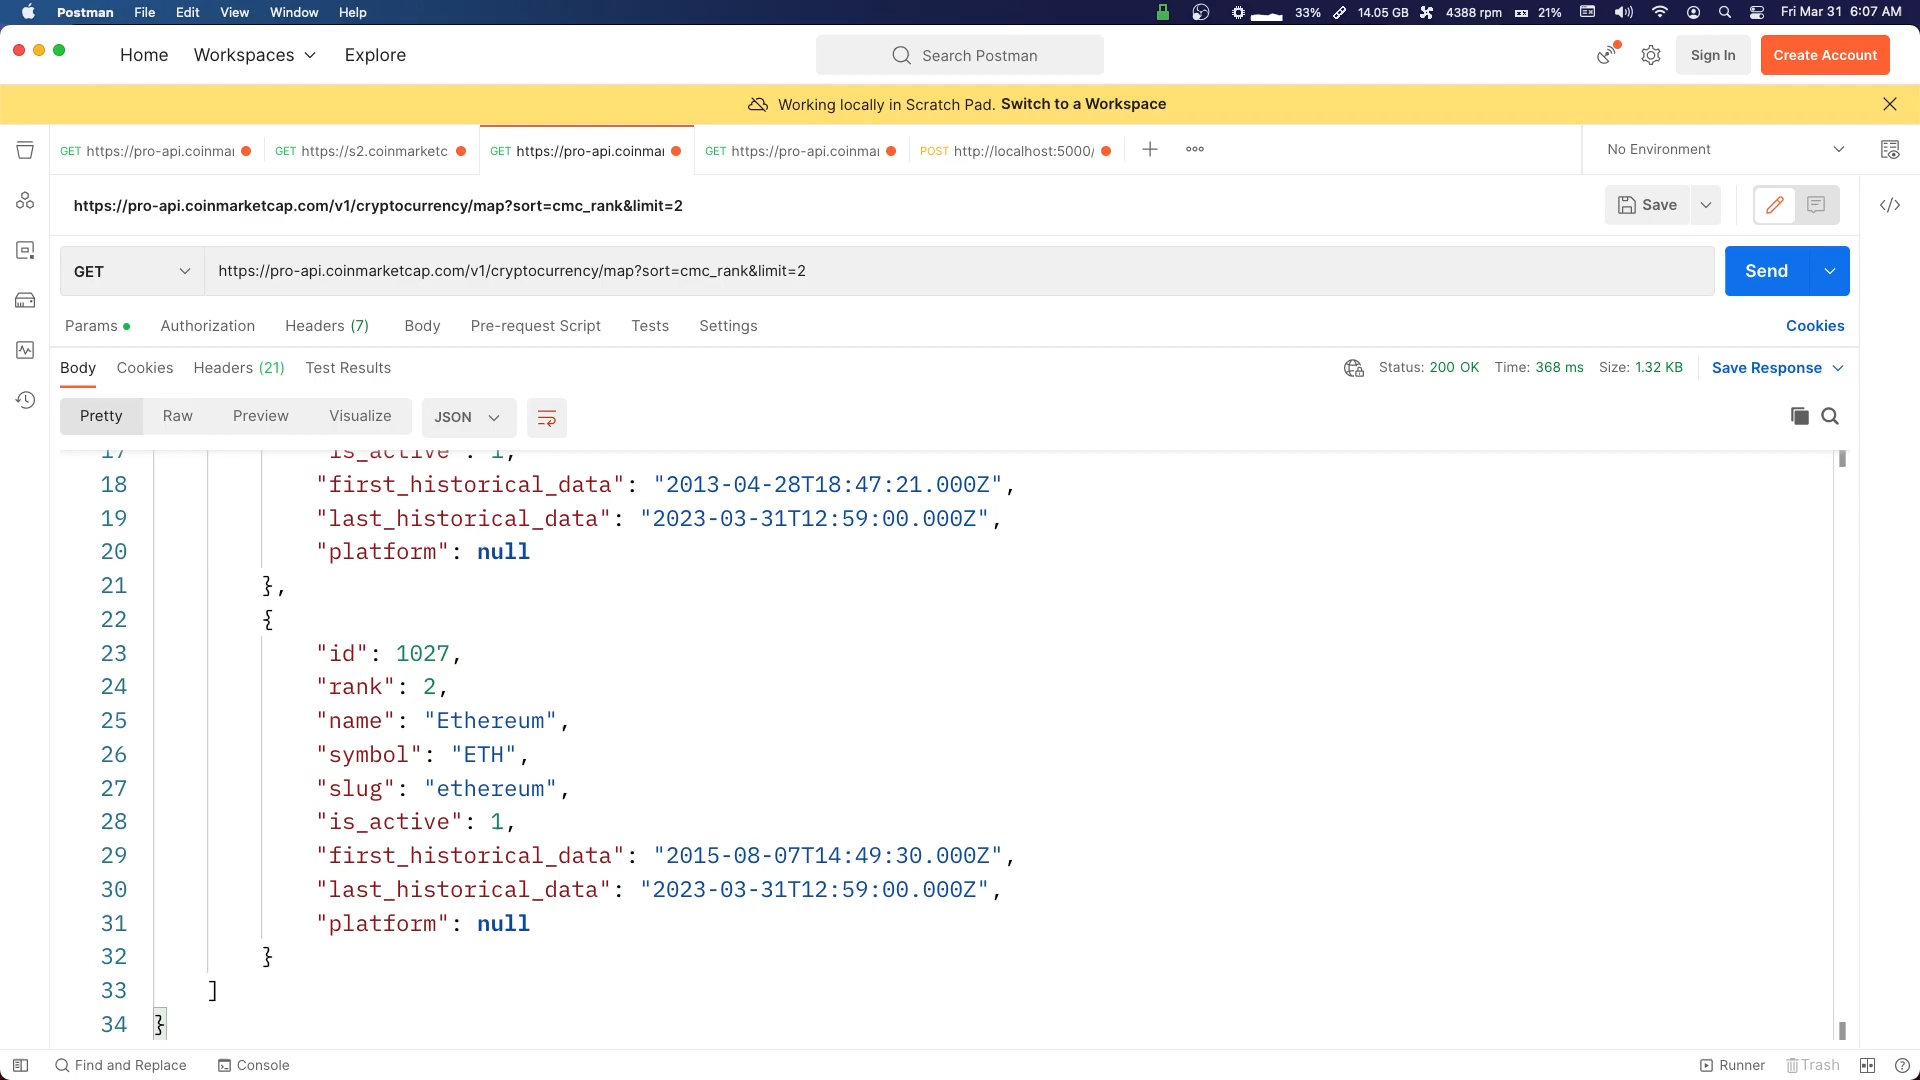 Postman File Edit View Window Help 33% 14.05 GB 4388 rpm 21% Fri Mar 31 6:07 AM
Home Workspaces Explore Search Postman Sign In Create Account
Working locally in Scratch Pad. Switch to a Workspace
GET https://pro-api.coinmar GET https://s2.coinmarketc GET https://pro-api.coinmar GET https://pro-api.coinmar POST http://localhost:5000/ No Environment
https://pro-api.coinmarketcap.com/v1/cryptocurrency/map?sort=cmc_rank&limit=2 Save
GET https://pro-api.coinmarketcap.com/v1/cryptocurrency/map?sort=cmc_rank&limit=2 Send
Params Authorization Headers (7) Body Pre-request Script Tests Settings Cookies
Body Cookies Headers (21) Test Results Status: 200 OK Time: 368 ms Size: 1.32 KB Save Response
Pretty Raw Preview Visualize JSON
17 "is_active": 1,
18 "first_historical_data": "2013-04-28T18:47:21.000Z",
19 "last_historical_data": "2023-03-31T12:59:00.000Z",
20 "platform": null
21 },
22 {
23 "id": 1027,
24 "rank": 2,
25 "name": "Ethereum",
26 "symbol": "ETH",
27 "slug": "ethereum",
28 "is_active": 1,
29 "first_historical_data": "2015-08-07T14:49:30.000Z",
30 "last_historical_data": "2023-03-31T12:59:00.000Z",
31 "platform": null
32 }
33 ]
34 }
Find and Replace Console Runner Trash